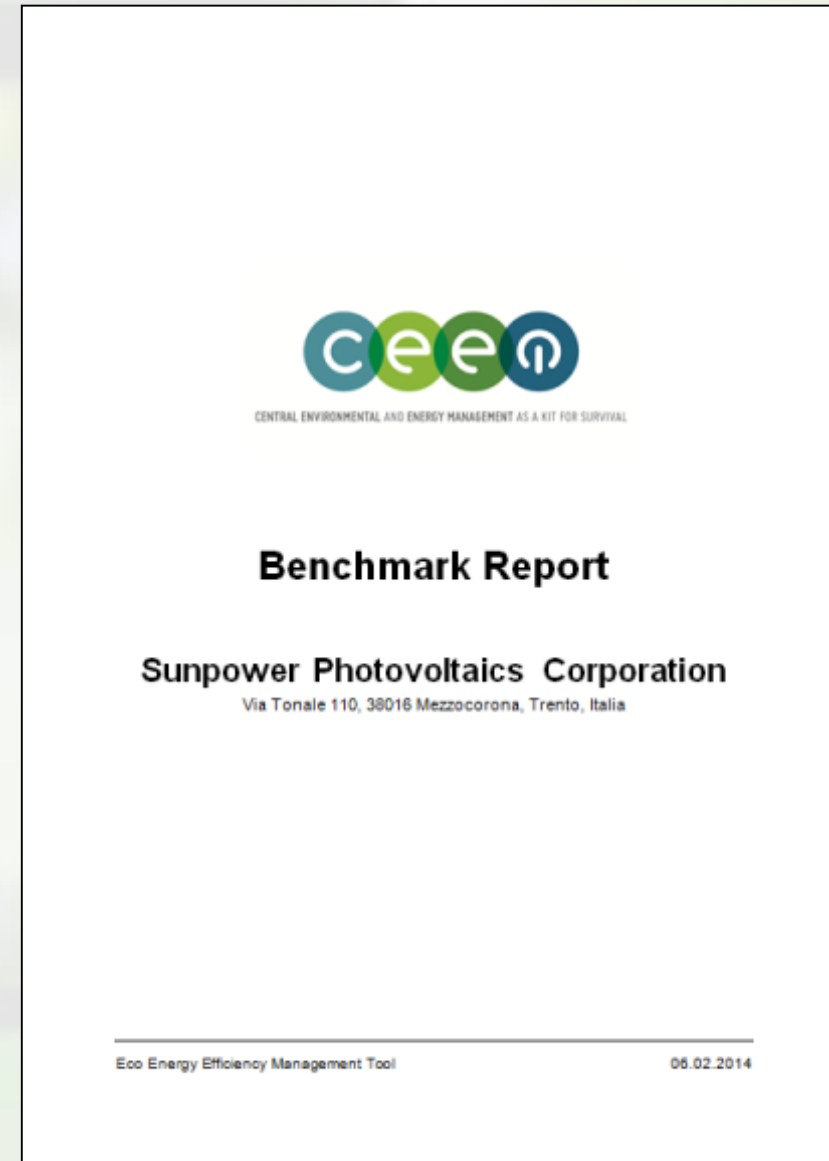 ceem
CENTRAL ENVIRONMENTAL AND ENERGY MANAGEMENT AS A KIT FOR SURVIVAL
Benchmark Report
Sunpower Photovoltaics Corporation
Via Tonale 110, 38016 Mezzocorona, Trento, Italia
Eco Energy Efficiency Management Tool 06.02.2014